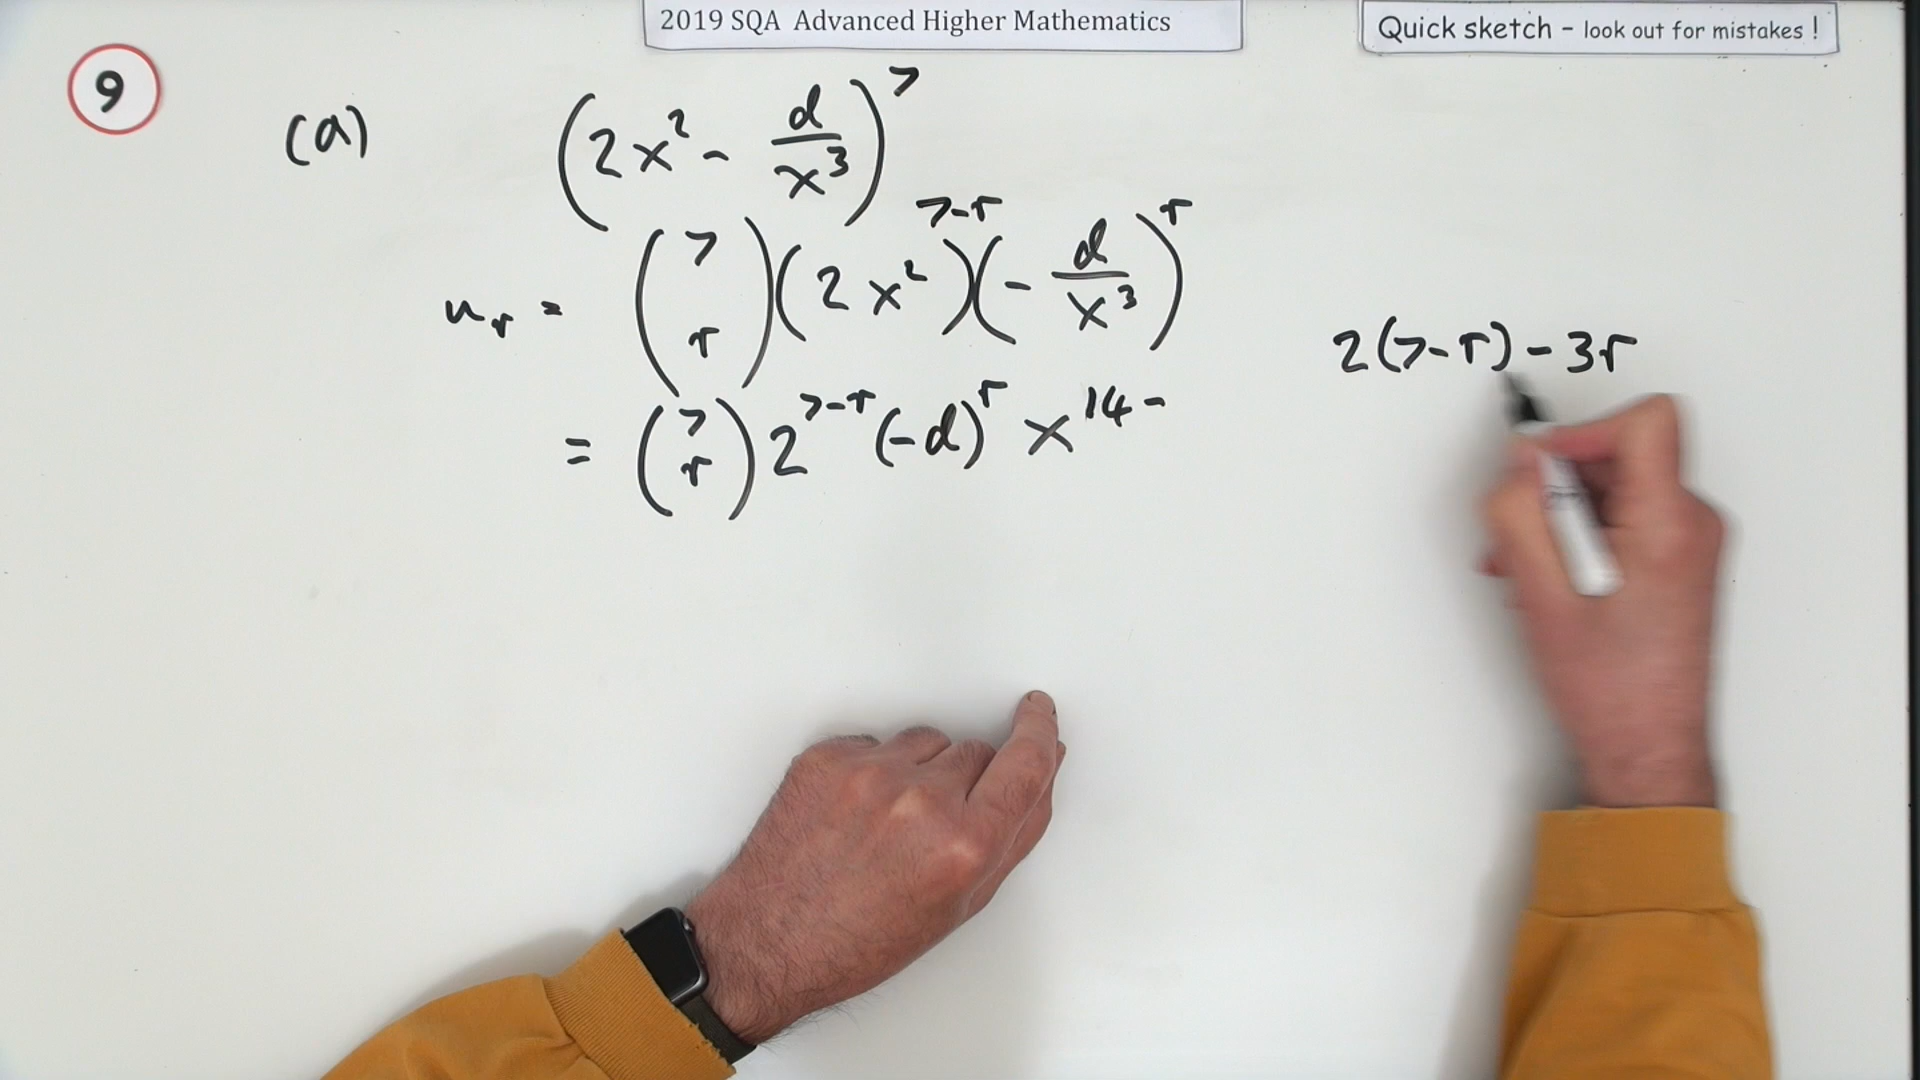 2019 SQA Advanced Higher Mathematics
Quick sketch – look out for mistakes !
9
(a) (2x² - d/x³)⁷
uᵣ = (7 r)(2x²)⁷⁻ʳ(- d/x³)ʳ
2(7-r) - 3r
= (7 r) 2⁷⁻ʳ (-d)ʳ x¹⁴⁻